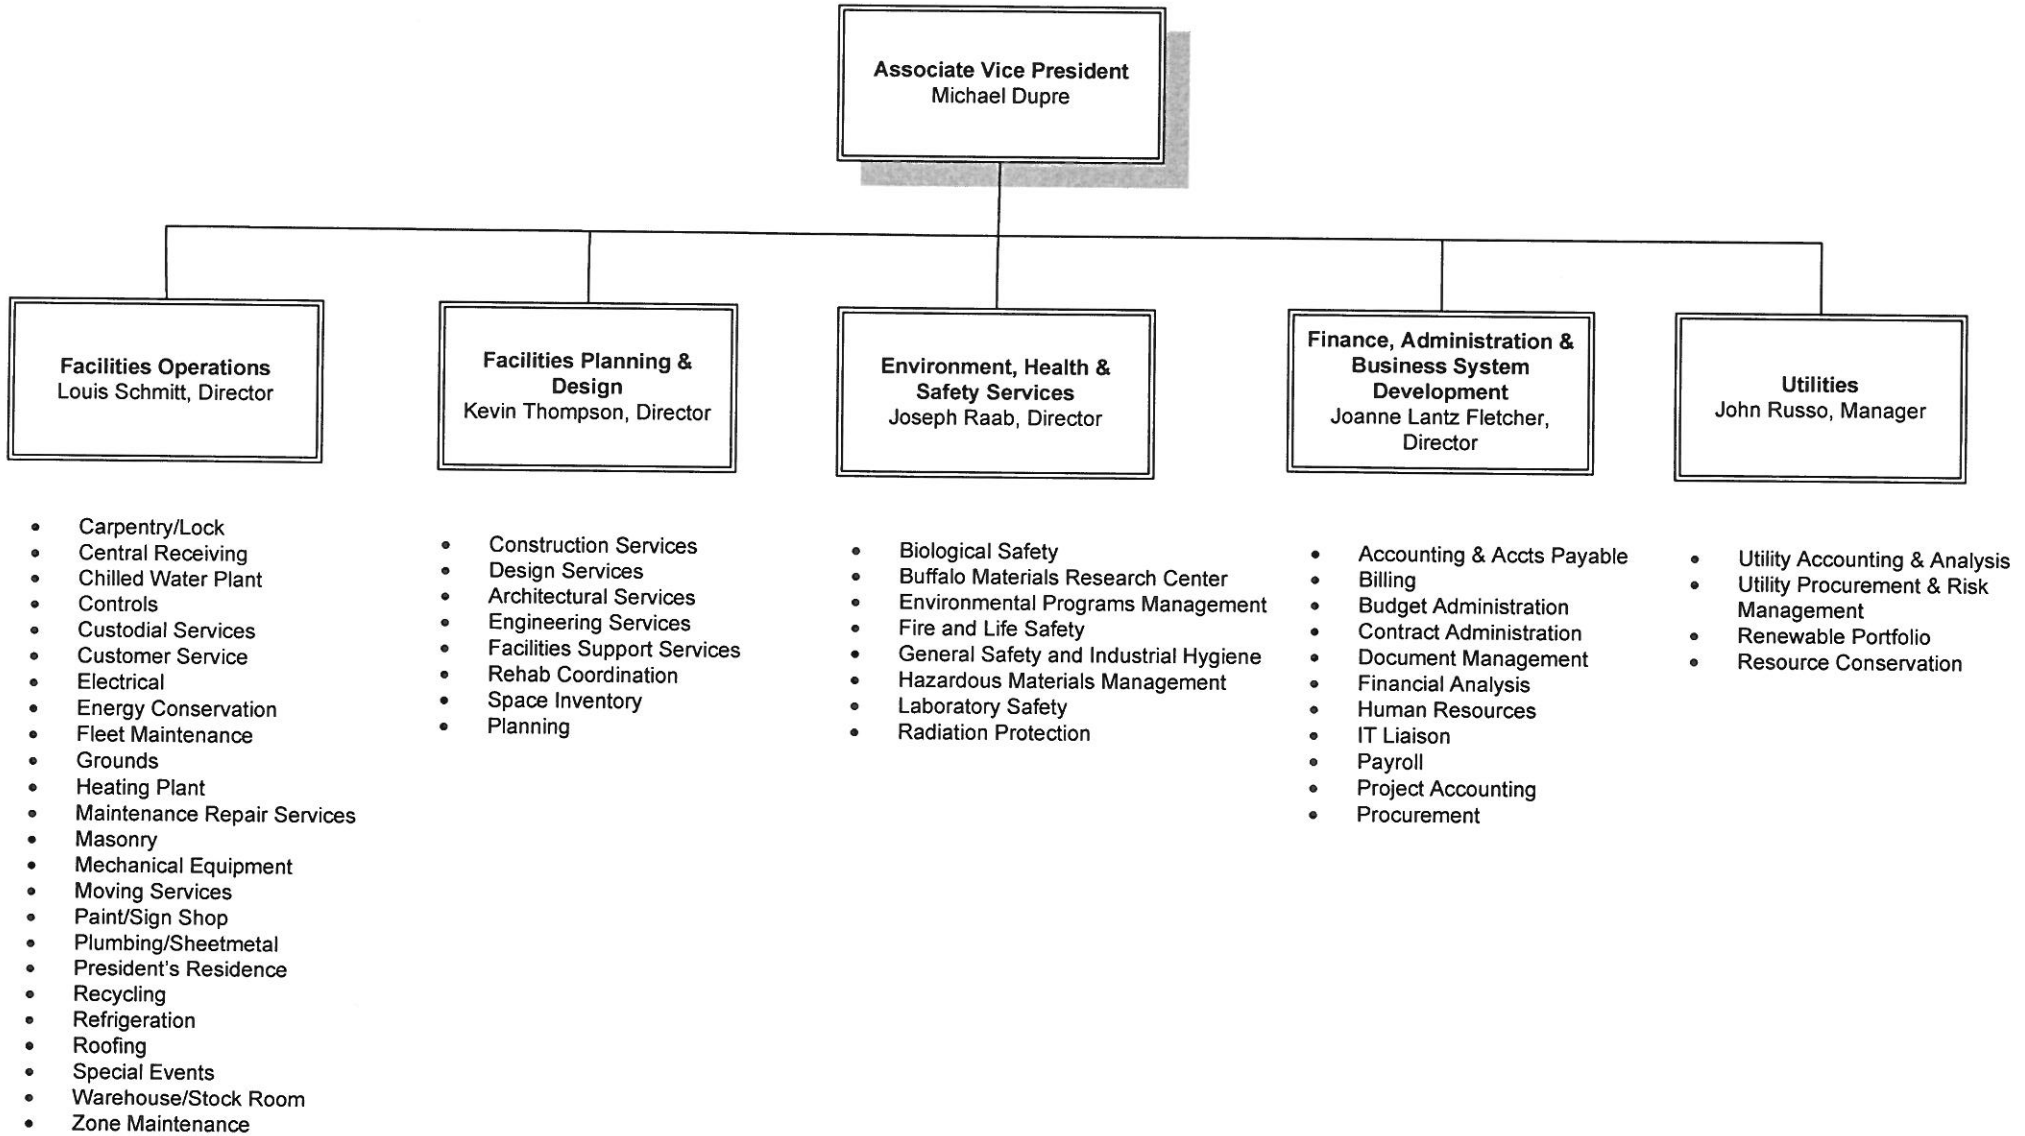 Associate Vice President
Michael Dupre
Facilities Operations
Louis Schmitt, Director
Facilities Planning &
Design
Kevin Thompson, Director
Environment, Health &
Safety Services
Joseph Raab, Director
Finance, Administration &
Business System
Development
Joanne Lantz Fletcher,
Director
Utilities
John Russo, Manager
• Carpentry/Lock
• Central Receiving
• Chilled Water Plant
• Controls
• Custodial Services
• Customer Service
• Electrical
• Energy Conservation
• Fleet Maintenance
• Grounds
• Heating Plant
• Maintenance Repair Services
• Masonry
• Mechanical Equipment
• Moving Services
• Paint/Sign Shop
• Plumbing/Sheetmetal
• President's Residence
• Recycling
• Refrigeration
• Roofing
• Special Events
• Warehouse/Stock Room
• Zone Maintenance
• Construction Services
• Design Services
• Architectural Services
• Engineering Services
• Facilities Support Services
• Rehab Coordination
• Space Inventory
• Planning
• Biological Safety
• Buffalo Materials Research Center
• Environmental Programs Management
• Fire and Life Safety
• General Safety and Industrial Hygiene
• Hazardous Materials Management
• Laboratory Safety
• Radiation Protection
• Accounting & Accts Payable
• Billing
• Budget Administration
• Contract Administration
• Document Management
• Financial Analysis
• Human Resources
• IT Liaison
• Payroll
• Project Accounting
• Procurement
• Utility Accounting & Analysis
• Utility Procurement & Risk
Management
• Renewable Portfolio
• Resource Conservation